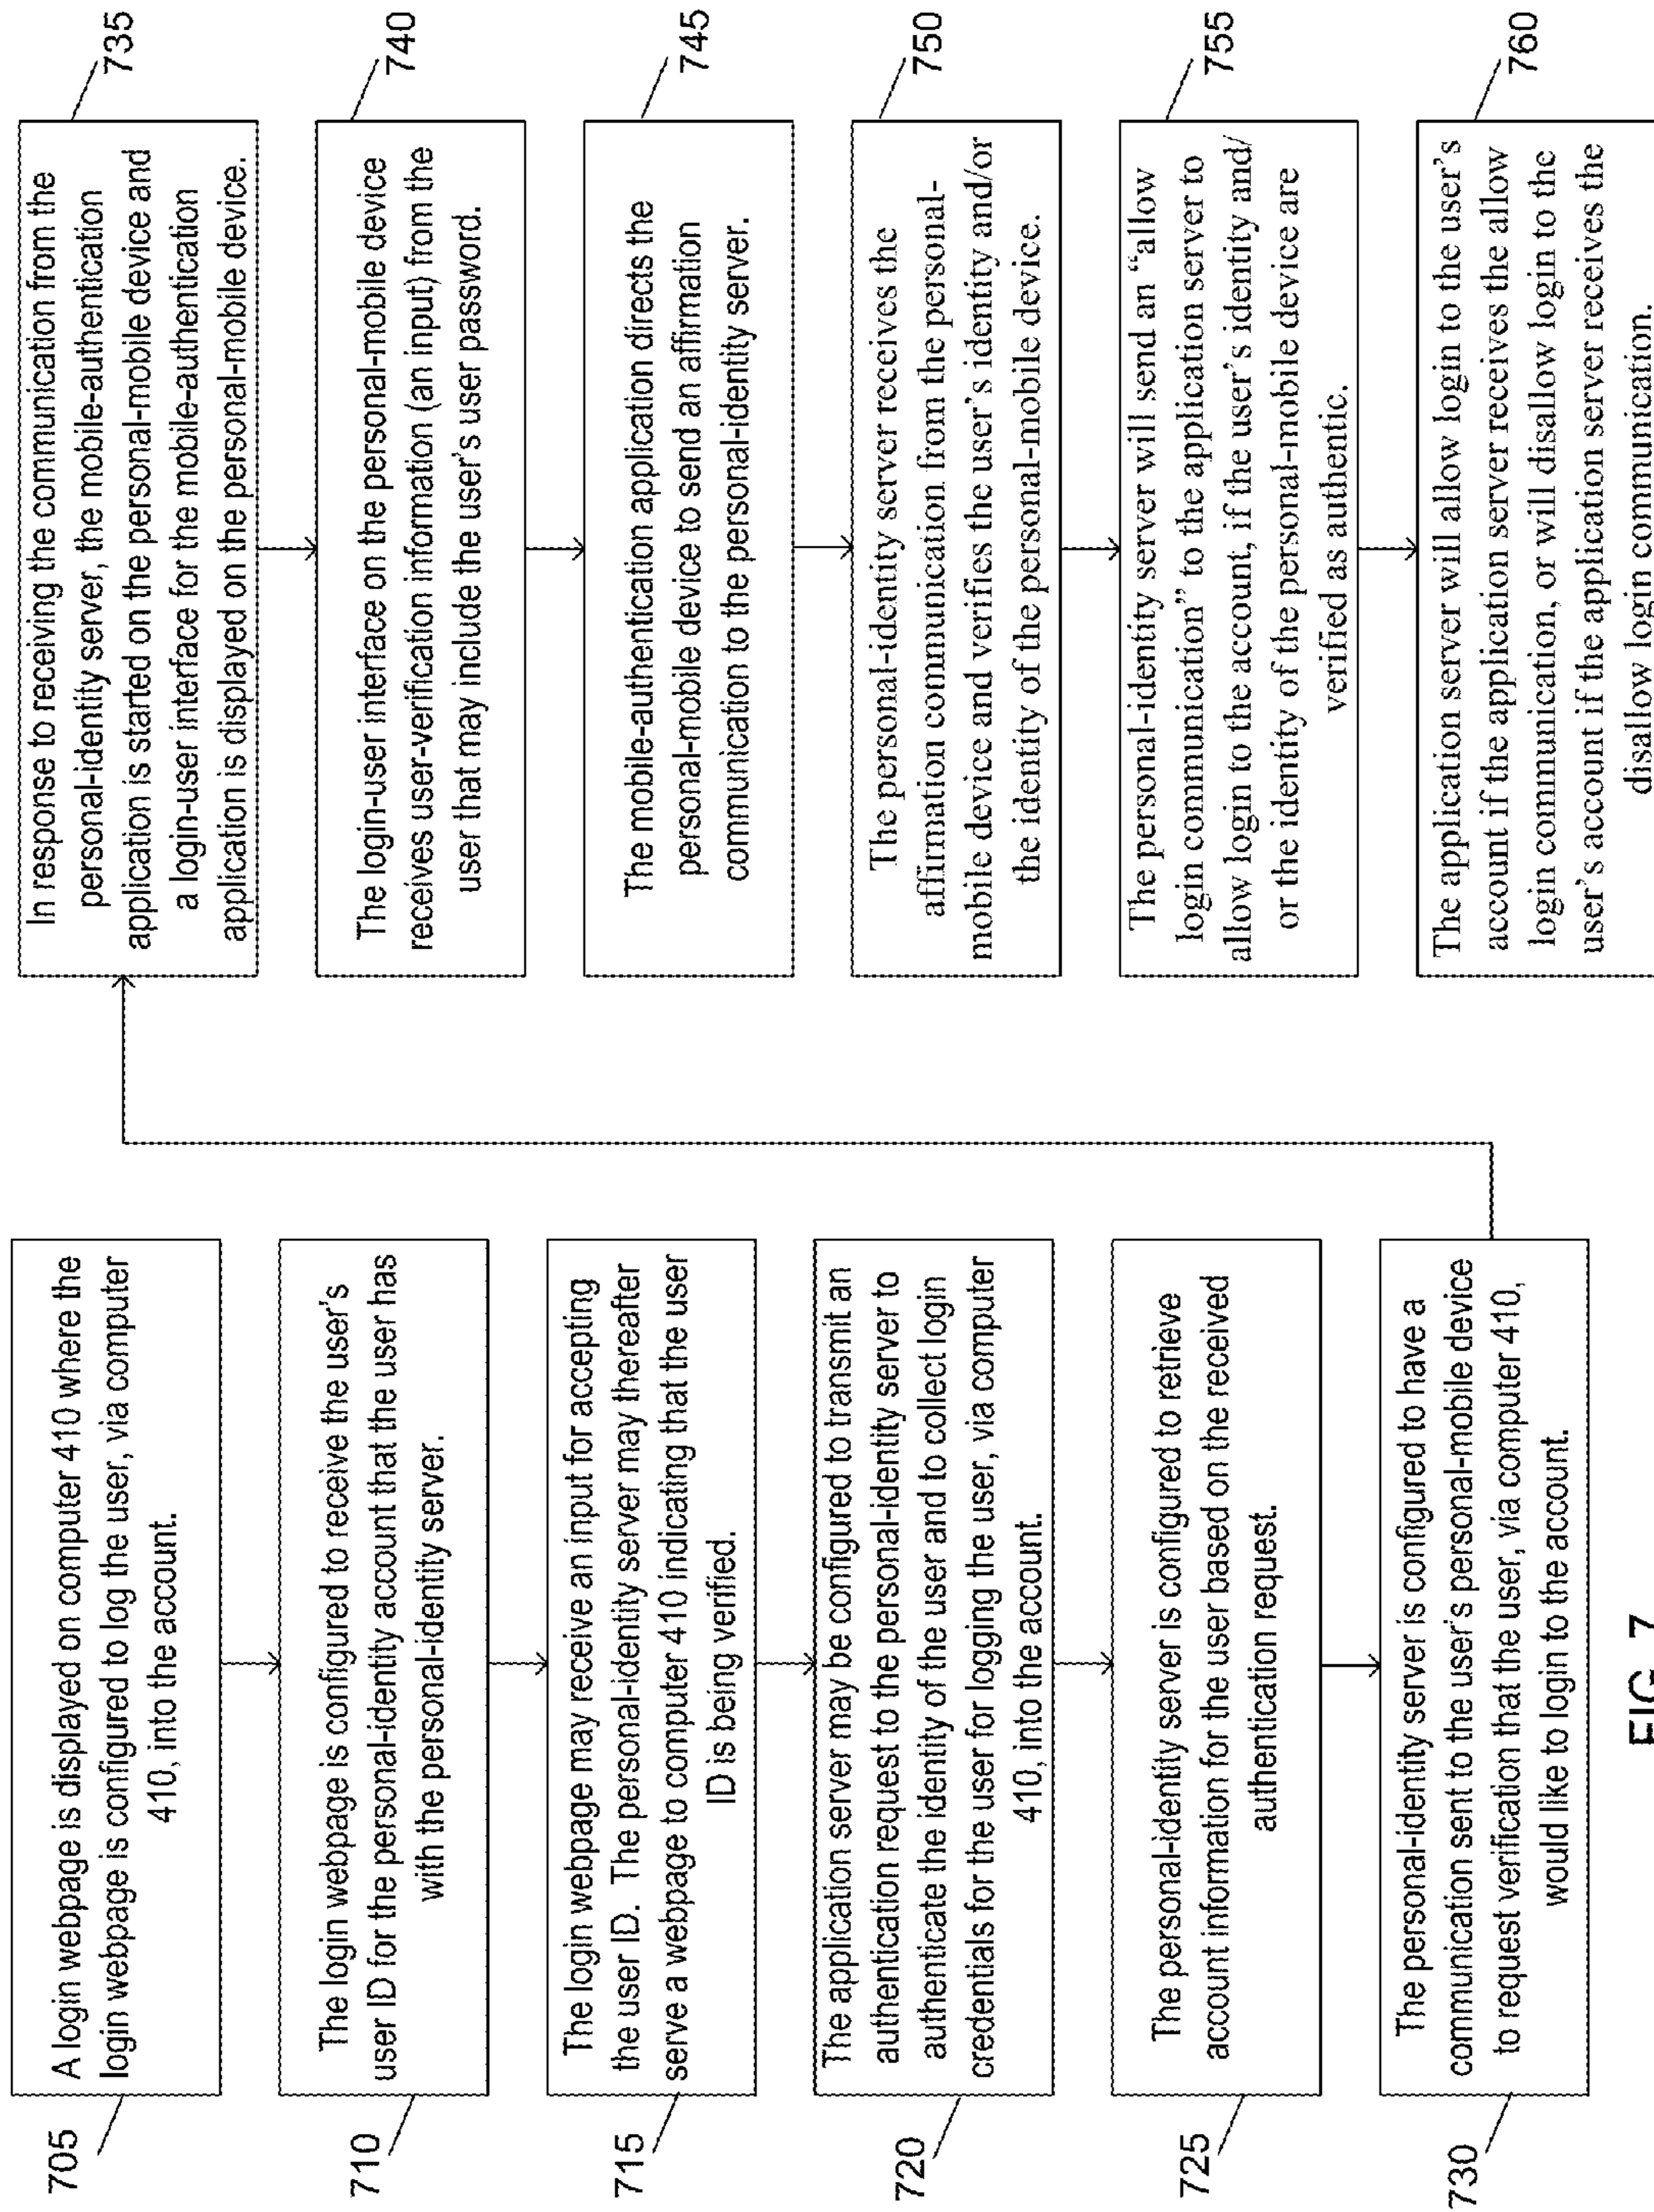 705
A login webpage is displayed on computer 410 where the
login webpage is configured to log the user, via computer
410, into the account.
710
The login webpage is configured to receive the user's
user ID for the personal-identity account that the user has
with the personal-identity server.
715
The login webpage may receive an input for accepting
the user ID. The personal-identity server may thereafter
serve a webpage to computer 410 indicating that the user
ID is being verified.
720
The application server may be configured to transmit an
authentication request to the personal-identity server to
authenticate the identity of the user and to collect login
credentials for the user for logging the user, via computer
410, into the account.
725
The personal-identity server is configured to retrieve
account information for the user based on the received
authentication request.
730
The personal-identity server is configured to have a
communication sent to the user's personal-mobile device
to request verification that the user, via computer 410,
would like to login to the account.
735
In response to receiving the communication from the
personal-identity server, the mobile-authentication
application is started on the personal-mobile device and
a login-user interface for the mobile-authentication
application is displayed on the personal-mobile device.
740
The login-user interface on the personal-mobile device
receives user-verification information (an input) from the
user that may include the user's user password.
745
The mobile-authentication application directs the
personal-mobile device to send an affirmation
communication to the personal-identity server.
750
The personal-identity server receives the
affirmation communication from the personal-
mobile device and verifies the user's identity and/or
the identity of the personal-mobile device.
755
The personal-identity server will send an “allow
login communication” to the application server to
allow login to the account, if the user's identity and/
or the identity of the personal-mobile device are
verified as authentic.
760
The application server will allow login to the user's
account if the application server receives the allow
login communication, or will disallow login to the
user's account if the application server receives the
disallow login communication.
FIG. 7